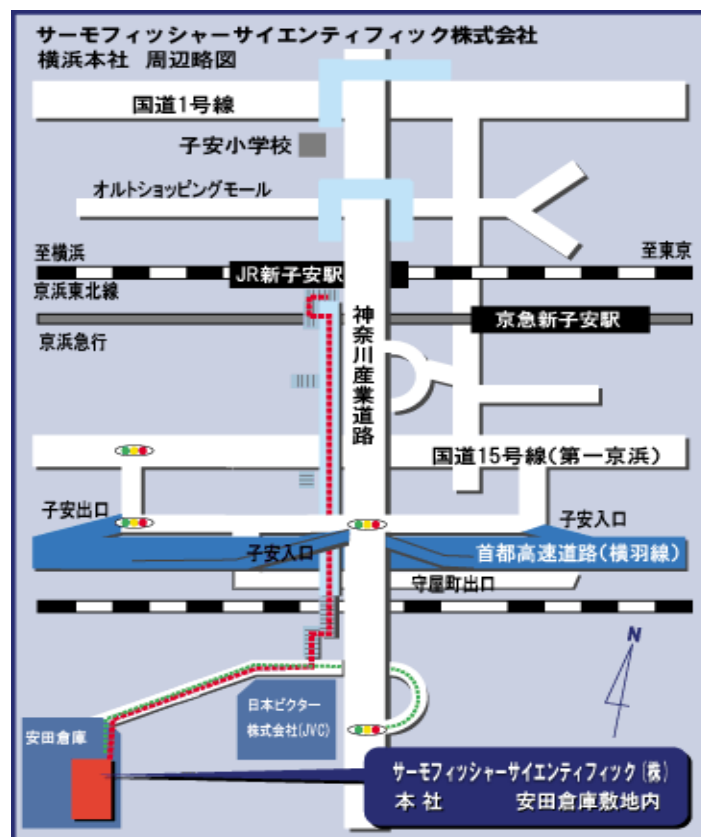 サーモフィッシャーサイエンティフィック株式会社
横浜本社 周辺略図
国道1号線
子安小学校
オルトショッピングモール
至横浜
至東京
JR新子安駅
京浜東北線
京急新子安駅
京浜急行
神奈川産業道路
国道15号線(第一京浜)
子安出口
子安入口
子安入口
首都高速道路(横羽線)
守屋町出口
N
日本ビクター
株式会社(JVC)
安田倉庫
サーモフィッシャーサイエンティフィック(株)
本 社 安田倉庫敷地内